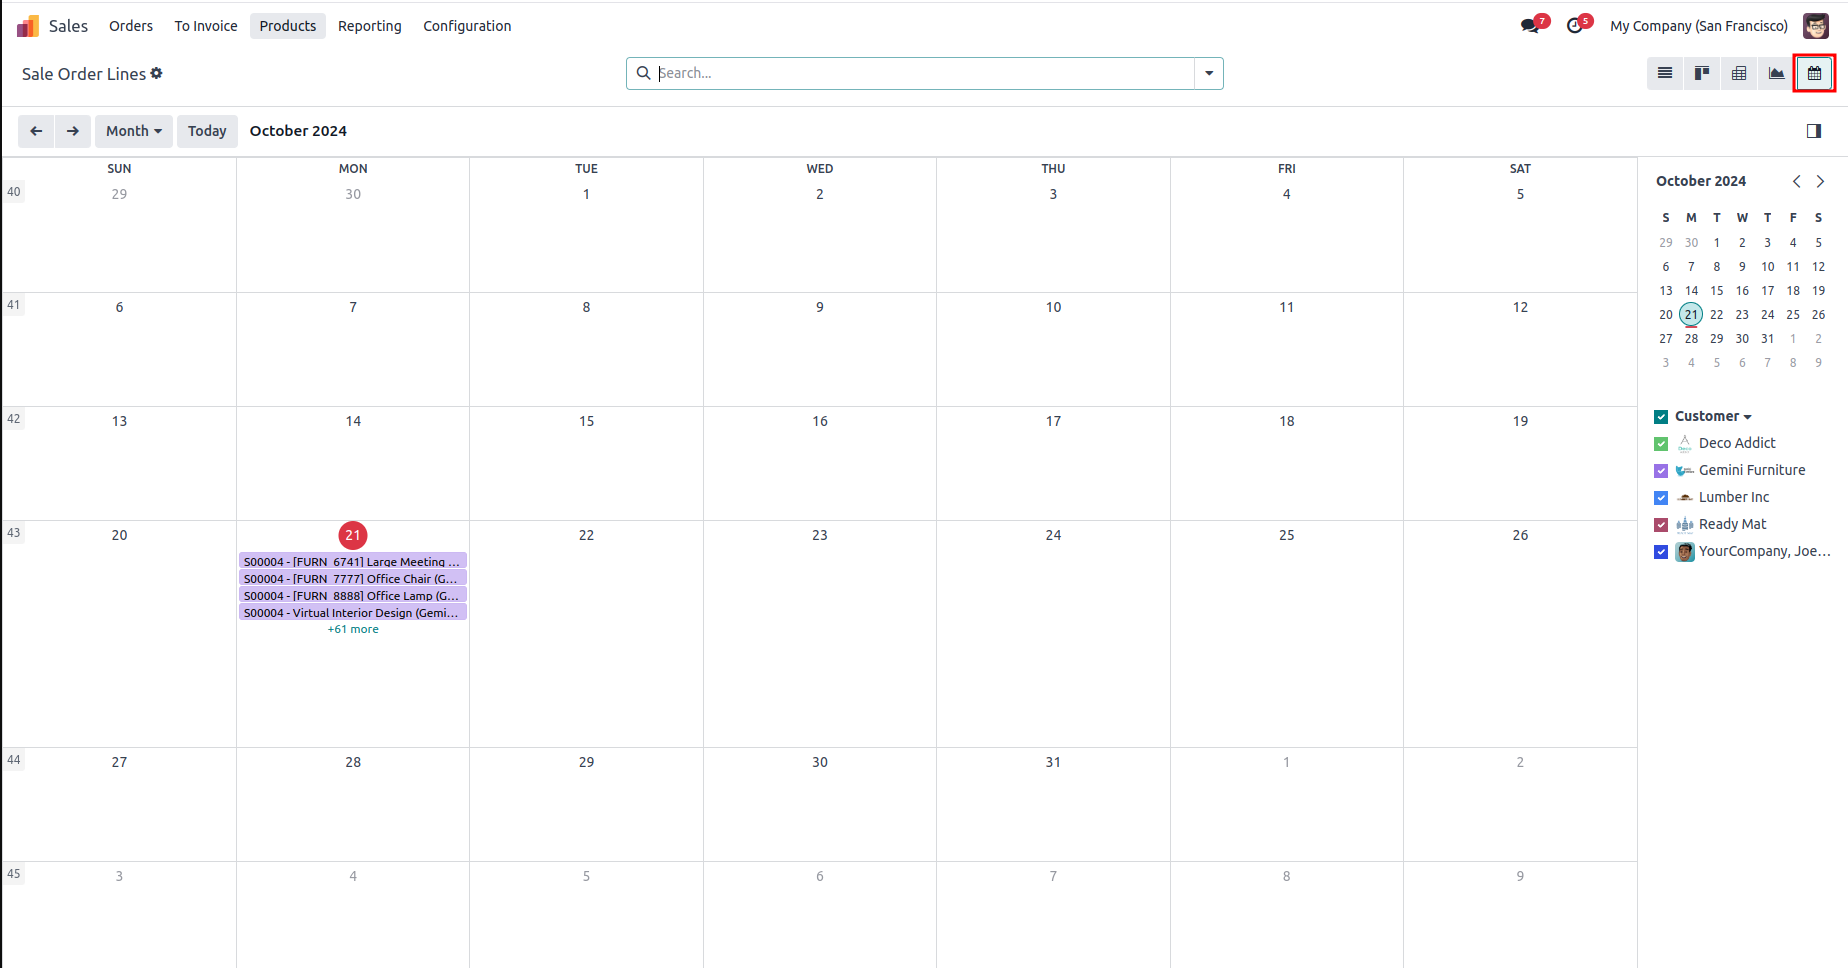 Sales Orders To Invoice Products Reporting Configuration 7 5 My Company (San Francisco)
Sale Order Lines Search...
Month Today October 2024
SUN MON TUE WED THU FRI SAT
40 29 30 1 2 3 4 5
41 6 7 8 9 10 11 12
42 13 14 15 16 17 18 19
43 20 21 22 23 24 25 26
S00004 - [FURN_6741] Large Meeting ...
S00004 - [FURN_7777] Office Chair (G...
S00004 - [FURN_8888] Office Lamp (G...
S00004 - Virtual Interior Design (Gemi...
+61 more
44 27 28 29 30 31 1 2
45 3 4 5 6 7 8 9
October 2024
S M T W T F S
29 30 1 2 3 4 5
6 7 8 9 10 11 12
13 14 15 16 17 18 19
20 21 22 23 24 25 26
27 28 29 30 31 1 2
3 4 5 6 7 8 9
Customer
Deco Addict
Gemini Furniture
Lumber Inc
Ready Mat
YourCompany, Joe...